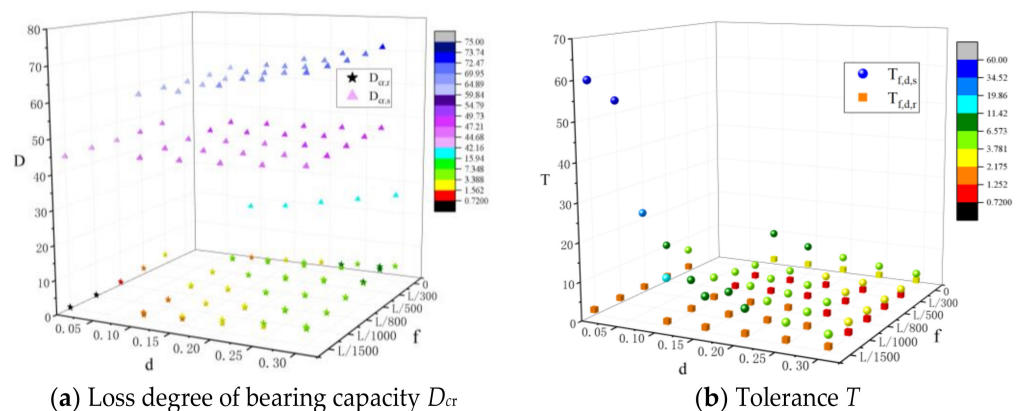 80
70
60
50
D
40
30
20
10
0
0.05
0.10
0.15
0.20
0.25
0.30
d
L/1500
L/1000
L/800
L/500
L/300
0
f
D_cr,r
D_cr,s
75.00
73.74
72.47
69.95
64.89
59.84
54.79
49.73
47.21
44.68
42.16
15.94
7.348
3.388
1.562
0.7200
(a) Loss degree of bearing capacity D_cr
70
60
50
40
T
30
20
10
0
0.05
0.10
0.15
0.20
0.25
0.30
d
L/1500
L/1000
L/800
L/500
L/300
0
f
T_f,d,s
T_f,d,r
60.00
34.52
19.86
11.42
6.573
3.781
2.175
1.252
0.7200
(b) Tolerance T